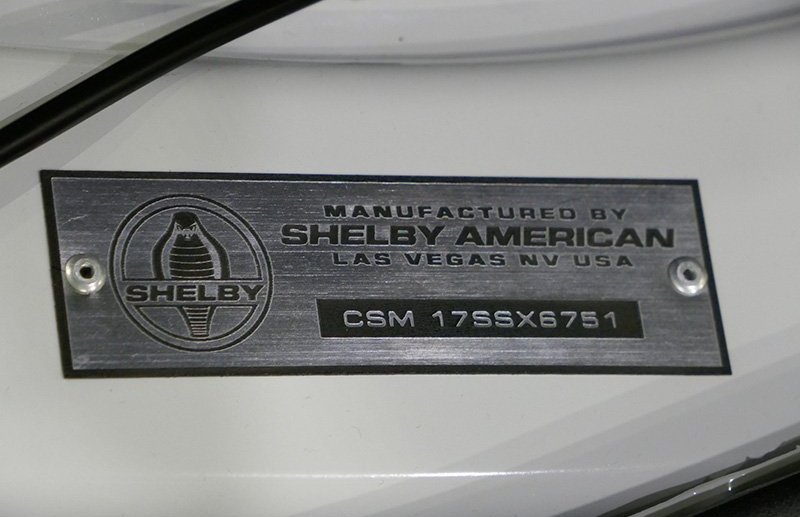 SHELBY
MANUFACTURED BY
SHELBY AMERICAN
LAS VEGAS NV USA
CSM 17SSX6751